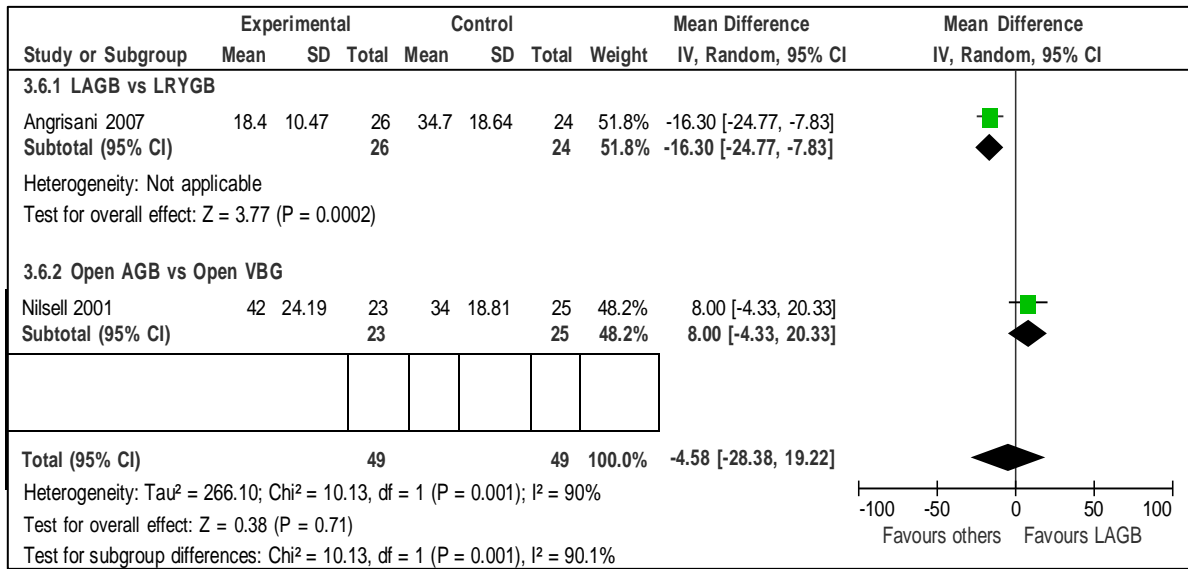 Experimental Control Mean Difference Mean Difference
Study or Subgroup Mean SD Total Mean SD Total Weight IV, Random, 95% CI IV, Random, 95% CI
3.6.1 LAGB vs LRYGB
Angrisani 2007 18.4 10.47 26 34.7 18.64 24 51.8% -16.30 [-24.77, -7.83]
Subtotal (95% CI) 26 24 51.8% -16.30 [-24.77, -7.83]
Heterogeneity: Not applicable
Test for overall effect: Z = 3.77 (P = 0.0002)
3.6.2 Open AGB vs Open VBG
Nilsell 2001 42 24.19 23 34 18.81 25 48.2% 8.00 [-4.33, 20.33]
Subtotal (95% CI) 23 25 48.2% 8.00 [-4.33, 20.33]
Total (95% CI) 49 49 100.0% -4.58 [-28.38, 19.22]
Heterogeneity: Tau² = 266.10; Chi² = 10.13, df = 1 (P = 0.001); I² = 90%
Test for overall effect: Z = 0.38 (P = 0.71)
Test for subgroup differences: Chi² = 10.13, df = 1 (P = 0.001), I² = 90.1%
-100 -50 0 50 100
Favours others Favours LAGB